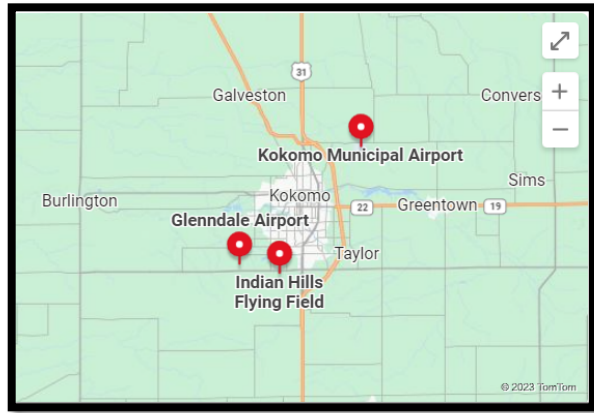 31
Galveston
Convers
+
−
Kokomo Municipal Airport
Sims
Kokomo
Burlington
22
Greentown
19
Glenndale Airport
Taylor
Indian Hills
Flying Field
© 2023 TomTom